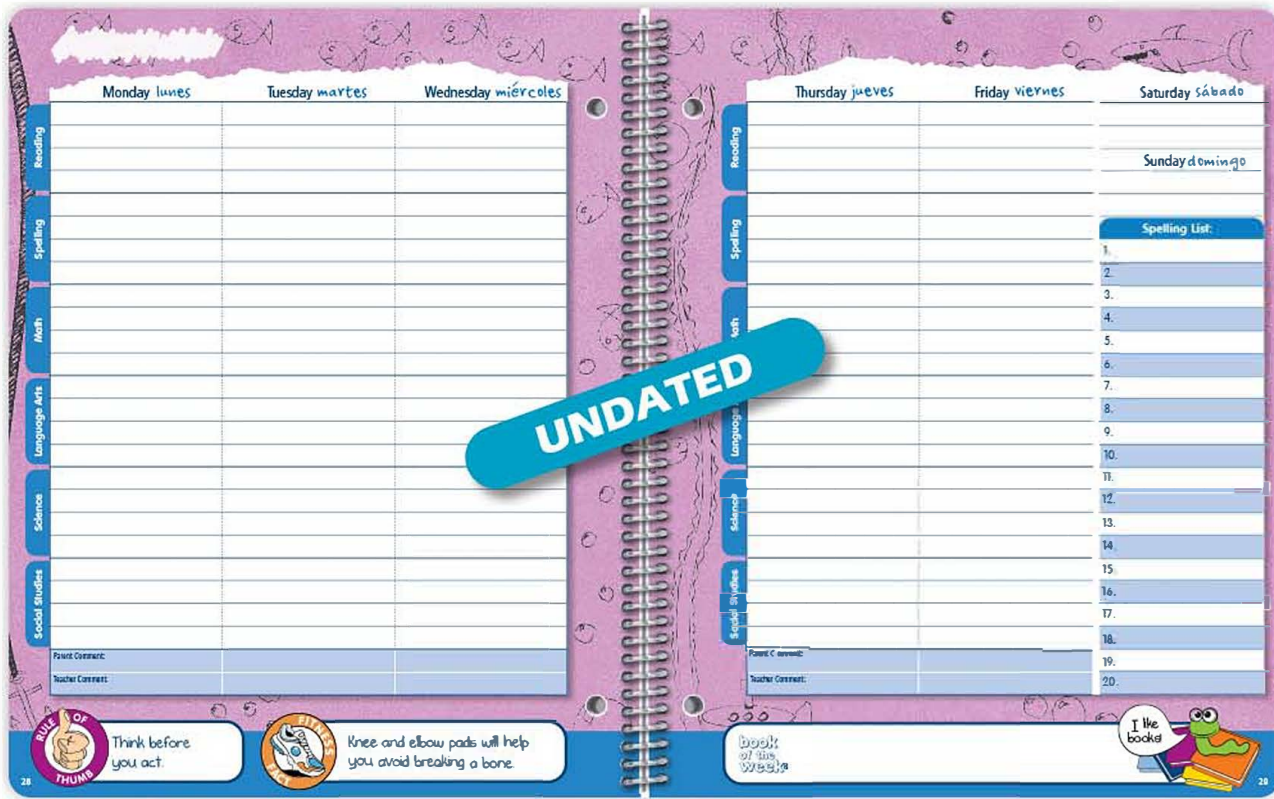 Monday lunes
Tuesday martes
Wednesday miércoles
Reading
Spelling
Math
Language Arts
Science
Social Studies
Parent Comment:
Teacher Comment:
RULE OF THUMB
Think before
you act.
FITNESS
Knee and elbow pads will help
you avoid breaking a bone.
28
UNDATED
Thursday jueves
Friday viernes
Saturday sábado
Sunday domingo
Reading
Spelling
Math
Language
Science
Social Studies
Parent Comment:
Teacher Comment:
Spelling List:
1.
2.
3.
4.
5.
6.
7.
8.
9.
10.
11.
12.
13.
14.
15.
16.
17.
18.
19.
20.
book
of the
week
I like
books!